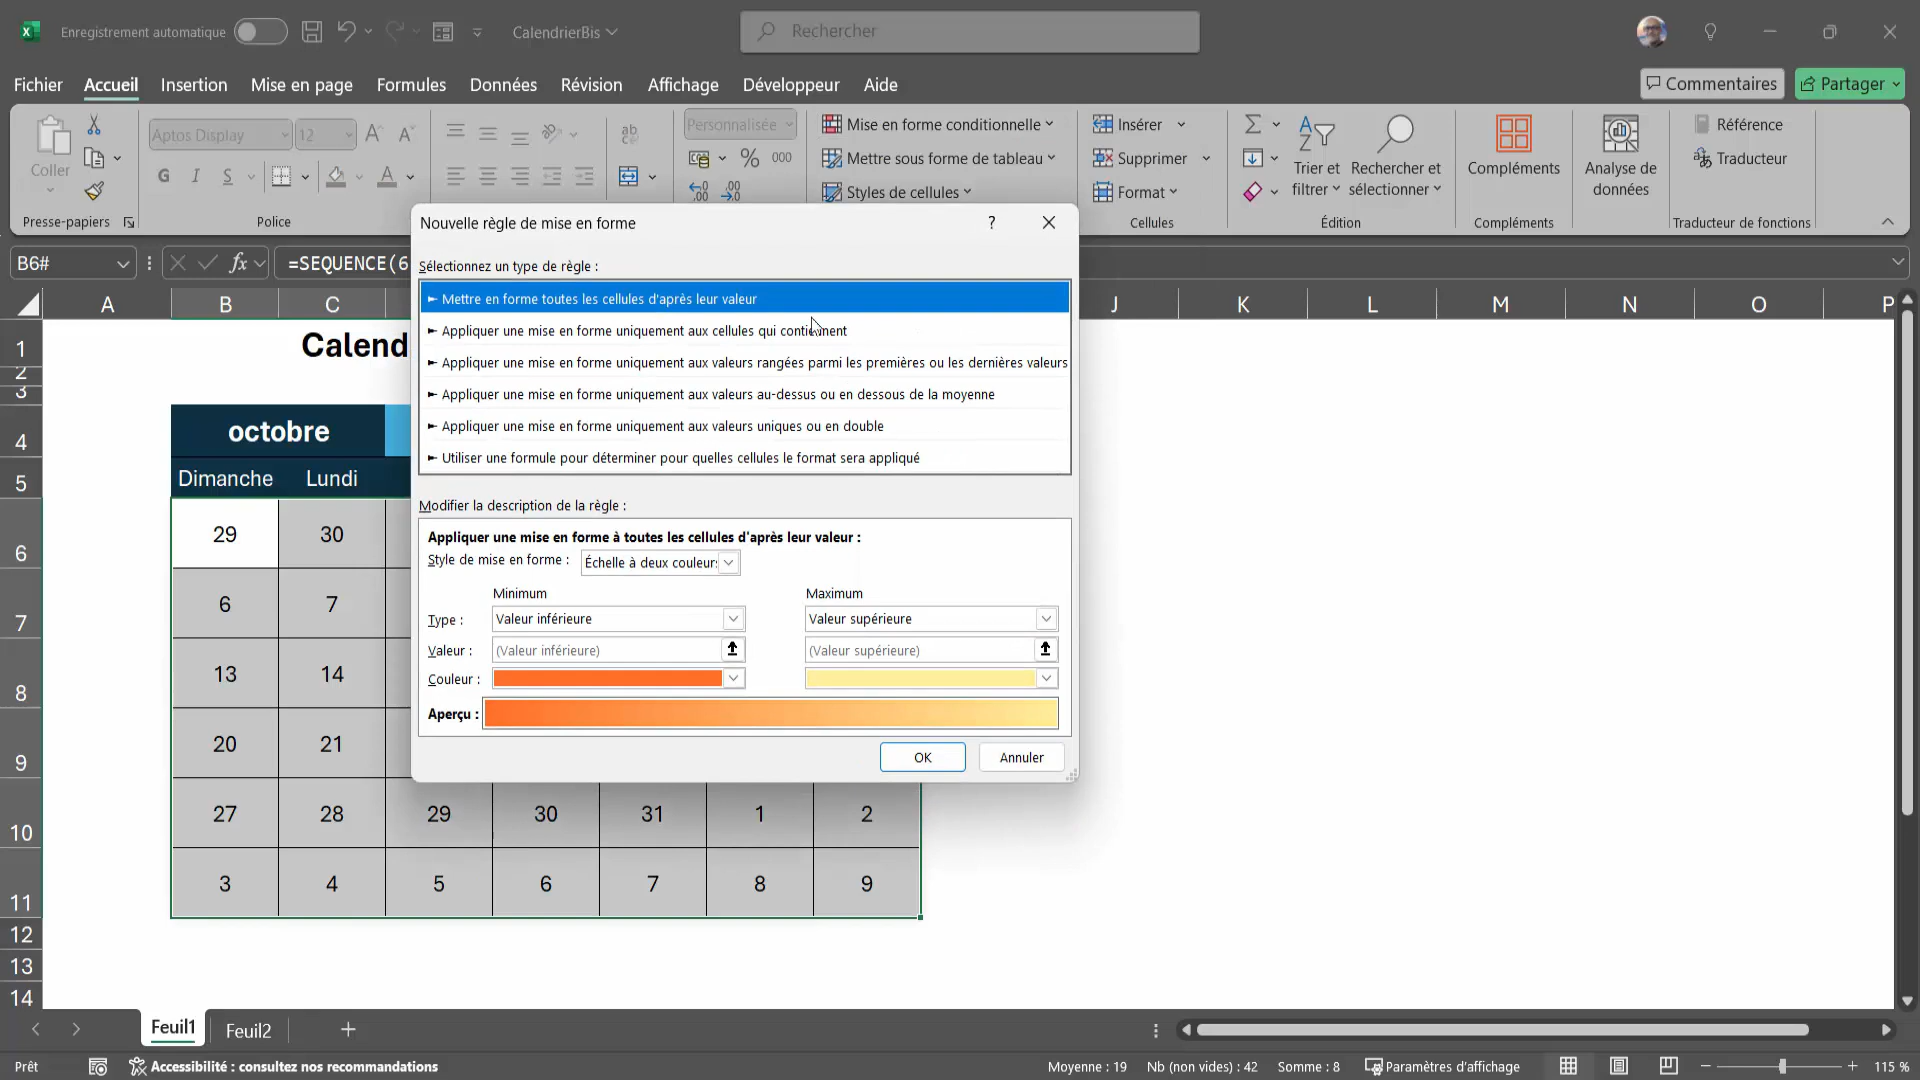 Enregistrement automatique
CalendrierBis
Rechercher
Fichier
Accueil
Insertion
Mise en page
Formules
Données
Révision
Affichage
Développeur
Aide
Commentaires
Partager
Coller
Presse-papiers
Aptos Display
12
G I S
Police
Personnalisée
% 000
Mise en forme conditionnelle
Mettre sous forme de tableau
Styles de cellules
Insérer
Supprimer
Format
Cellules
Trier et
filtrer
Rechercher et
sélectionner
Édition
Compléments
Compléments
Analyse de
données
Référence
Traducteur
Traducteur de fonctions
B6#
fx
=SEQUENCE(6
A B C J K L M N O P
1
2
3
4
5
6
7
8
9
10
11
12
13
14
Calend
octobre
Dimanche Lundi
29 30
6 7
13 14
20 21
27 28 29 30 31 1 2
3 4 5 6 7 8 9
Nouvelle règle de mise en forme
?
Sélectionnez un type de règle :
► Mettre en forme toutes les cellules d'après leur valeur
► Appliquer une mise en forme uniquement aux cellules qui contiennent
► Appliquer une mise en forme uniquement aux valeurs rangées parmi les premières ou les dernières valeurs
► Appliquer une mise en forme uniquement aux valeurs au-dessus ou en dessous de la moyenne
► Appliquer une mise en forme uniquement aux valeurs uniques ou en double
► Utiliser une formule pour déterminer pour quelles cellules le format sera appliqué
Modifier la description de la règle :
Appliquer une mise en forme à toutes les cellules d'après leur valeur :
Style de mise en forme : Échelle à deux couleurs
Minimum Maximum
Type : Valeur inférieure Valeur supérieure
Valeur : (Valeur inférieure) (Valeur supérieure)
Couleur :
Aperçu :
OK
Annuler
Feuil1
Feuil2
Prêt
Accessibilité : consultez nos recommandations
Moyenne : 19
Nb (non vides) : 42
Somme : 8
Paramètres d'affichage
115 %